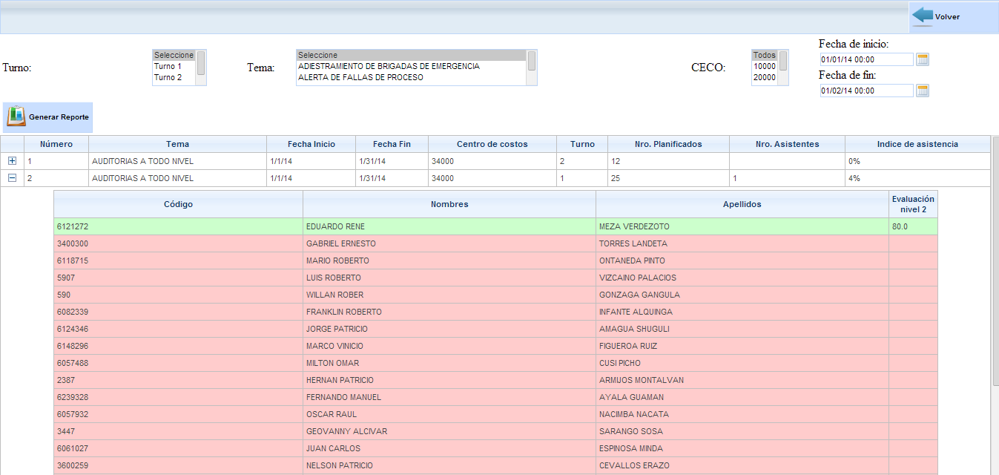 Volver
Fecha de inicio:
Turno: Seleccione Tema: Seleccione CECO: Todos 01/01/14 00:00
Turno 1 ADIESTRAMIENTO DE BRIGADAS DE EMERGENCIA 10000 Fecha de fin:
Turno 2 ALERTA DE FALLAS DE PROCESO 20000 01/02/14 00:00
Generar Reporte
Número Tema Fecha Inicio Fecha Fin Centro de costos Turno Nro. Planificados Nro. Asistentes Indice de asistencia
1 AUDITORIAS A TODO NIVEL 1/1/14 1/31/14 34000 2 12 0%
2 AUDITORIAS A TODO NIVEL 1/1/14 1/31/14 34000 1 25 1 4%
Código Nombres Apellidos Evaluación nivel 2
6121272 EDUARDO RENE MEZA VERDEZOTO 80.0
3400300 GABRIEL ERNESTO TORRES LANDETA
6118715 MARIO ROBERTO ONTANEDA PINTO
5907 LUIS ROBERTO VIZCAINO PALACIOS
590 WILLAN ROBER GONZAGA GANGULA
6082339 FRANKLIN ROBERTO INFANTE ALQUINGA
6124346 JORGE PATRICIO AMAGUA SHUGULI
6148296 MARCO VINICIO FIGUEROA RUIZ
6057488 MILTON OMAR CUSI PICHO
2387 HERNAN PATRICIO ARMIJOS MONTALVAN
6239328 FERNANDO MANUEL AYALA GUAMAN
6057932 OSCAR RAUL NACIMBA NACATA
3447 GEOVANNY ALCIVAR SARANGO SOSA
6061027 JUAN CARLOS ESPINOSA MINDA
3600259 NELSON PATRICIO CEVALLOS ERAZO